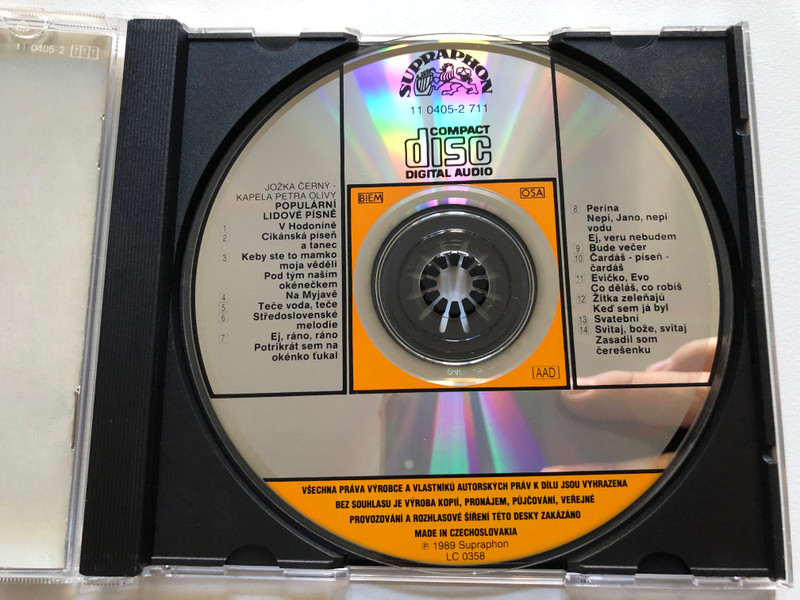 11 0405-2
SUPRAPHON
11 0405-2 711
COMPACT
disc
DIGITAL AUDIO
BIEM
OSA
JOŽKA ČERNÝ -
KAPELA PETRA OLIVY
POPULÁRNÍ
LIDOVÉ PÍSNĚ
1 V Hodoníně
2 Cikánská píseň
a tanec
3 Keby ste to mamko
moja věděli
Pod tým naším
okénečkem
4 Na Myjavě
5 Teče voda, teče
6 Středoslovenské
melodie
7 Ej, ráno, ráno
Potrikrát sem na
okénko ťukal
8 Perina
Nepi, Jano, nepi
vodu
Ej, veru nebudem
9 Bude večer
10 Čardáš - píseň -
čardáš
11 Evičko, Evo
Co děláš, co robíš
12 Žitka zeleňajú
Keď sem já byl
13 Svatební
14 Svitaj, bože, svitaj
Zasadil som
čerešenku
AAD
VŠECHNA PRÁVA VÝROBCE A VLASTNÍKŮ AUTORSKÝCH PRÁV K DÍLU JSOU VYHRAZENA
BEZ SOUHLASU JE VÝROBA KOPIÍ, PRONÁJEM, PŮJČOVÁNÍ, VEŘEJNÉ
PROVOZOVÁNÍ A ROZHLASOVÉ ŠÍŘENÍ TÉTO DESKY ZAKÁZÁNO
MADE IN CZECHOSLOVAKIA
℗ 1989 Supraphon
LC 0358